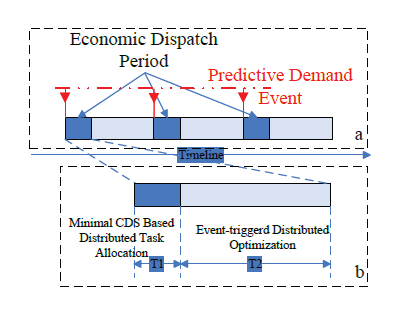 Economic Dispatch
Period
Predictive Demand
Event
a
Timeline
Minimal CDS Based
Distributed Task
Allocation
Event-triggerd Distributed
Optimization
T1
T2
b